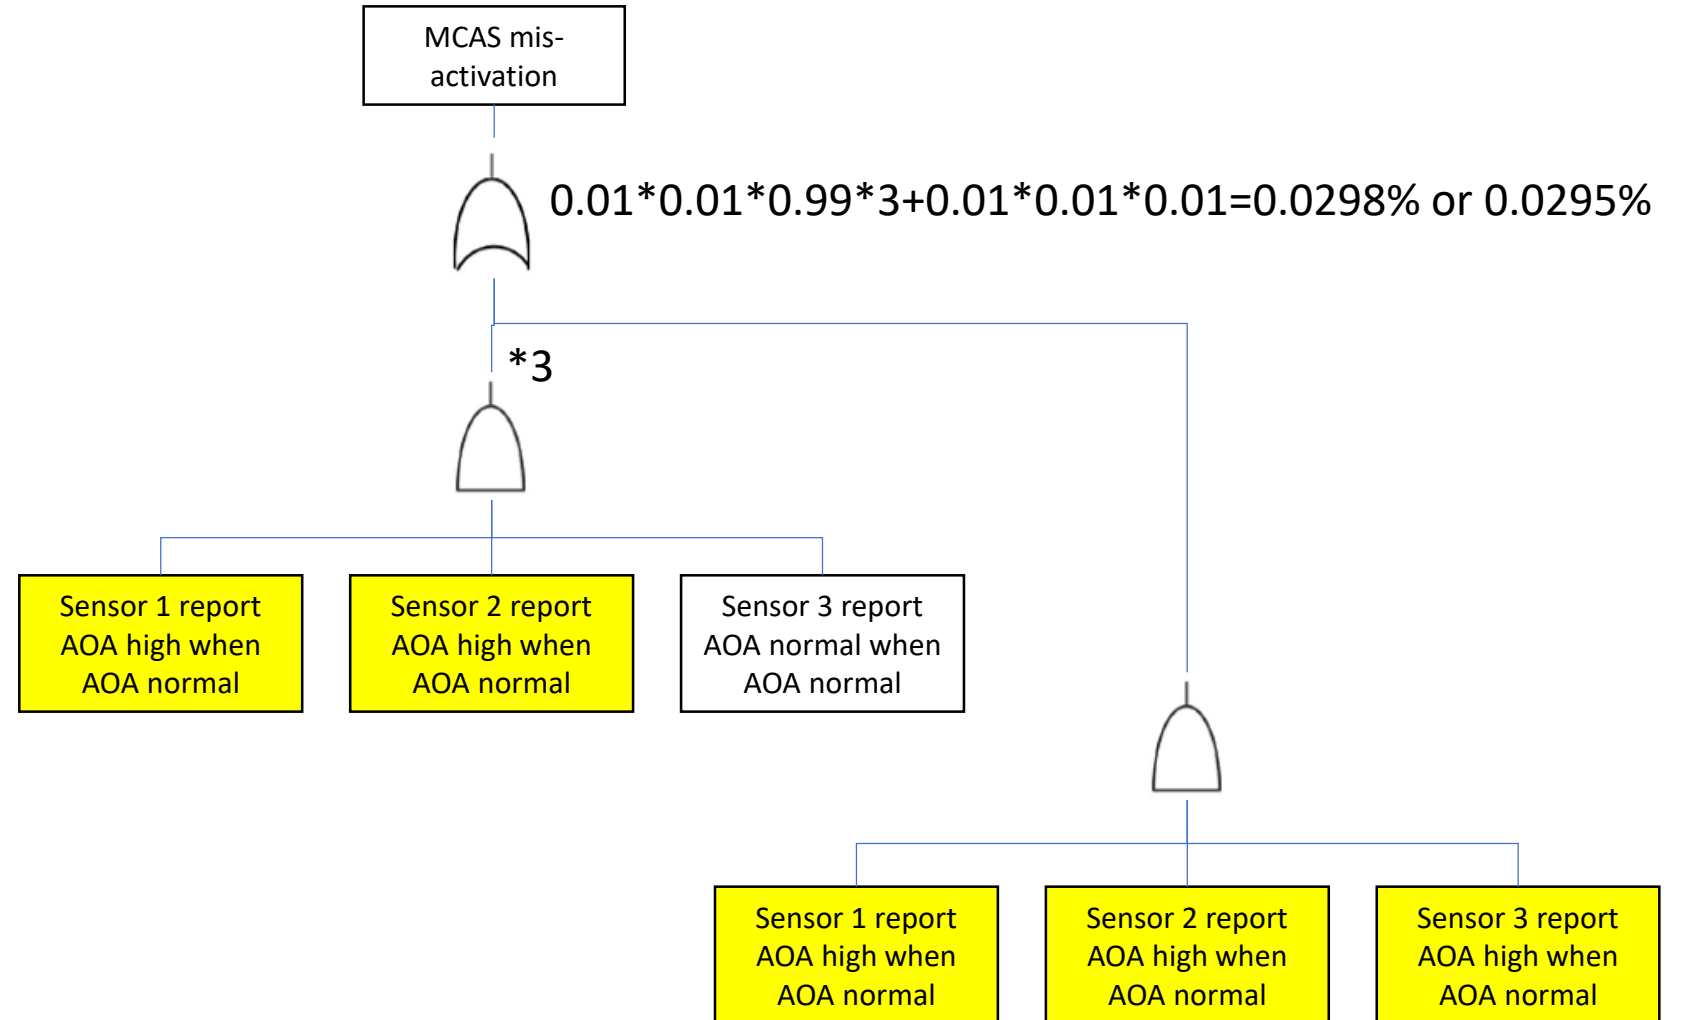 MCAS mis-
activation
0.01*0.01*0.99*3+0.01*0.01*0.01=0.0298% or 0.0295%
*3
Sensor 1 report
AOA high when
AOA normal
Sensor 2 report
AOA high when
AOA normal
Sensor 3 report
AOA normal when
AOA normal
Sensor 1 report
AOA high when
AOA normal
Sensor 2 report
AOA high when
AOA normal
Sensor 3 report
AOA high when
AOA normal